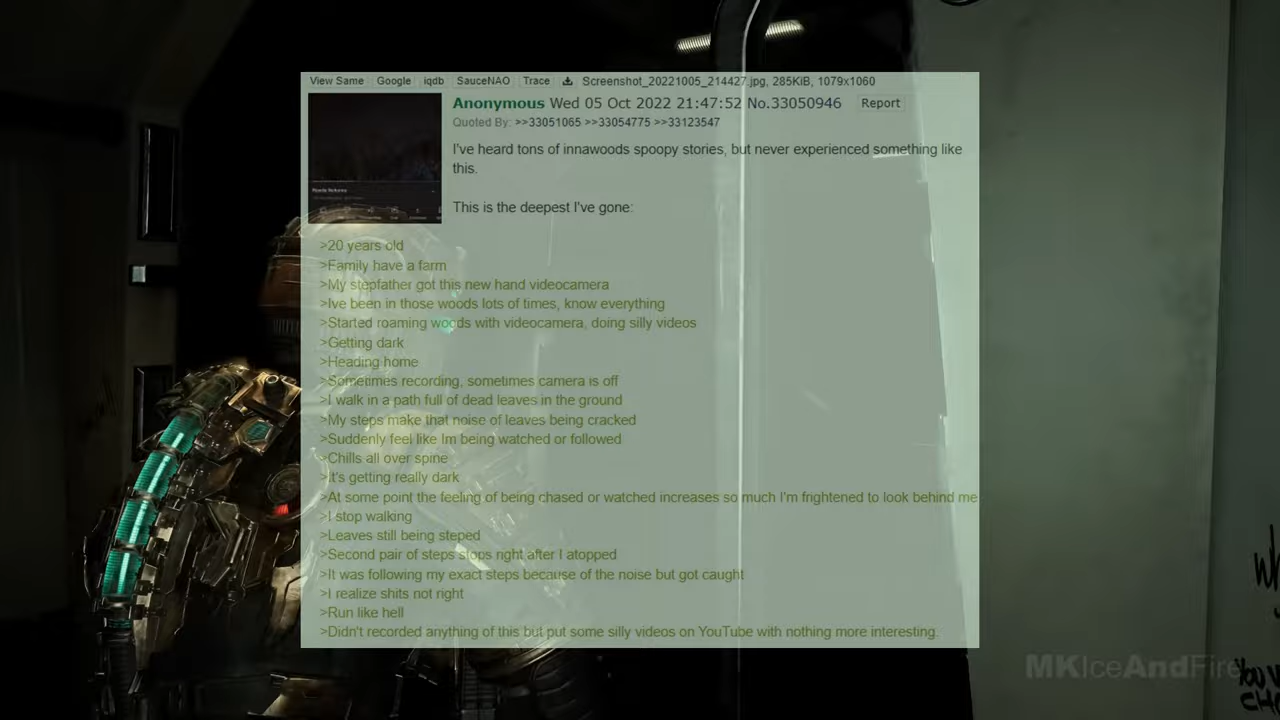 View Same Google iqdb SauceNAO Trace Screenshot_20221005_214427.jpg, 285KiB, 1079x1060
Anonymous Wed 05 Oct 2022 21:47:52 No.33050946 Report
Quoted By: >>33051065 >>33054775 >>33123547
I've heard tons of innawoods spoopy stories, but never experienced something like
this.
This is the deepest I've gone:
>20 years old
>Family have a farm
>My stepfather got this new hand videocamera
>Ive been in those woods lots of times, know everything
>Started roaming woods with videocamera, doing silly videos
>Getting dark
>Heading home
>Sometimes recording, sometimes camera is off
>I walk in a path full of dead leaves in the ground
>My steps make that noise of leaves being cracked
>Suddenly feel like Im being watched or followed
>Chills all over spine
>It's getting really dark
>At some point the feeling of being chased or watched increases so much I'm frightened to look behind me
>I stop walking
>Leaves still being steped
>Second pair of steps stops right after I atopped
>It was following my exact steps because of the noise but got caught
>I realize shits not right
>Run like hell
>Didn't recorded anything of this but put some silly videos on YouTube with nothing more interesting.
MKIceAndFire